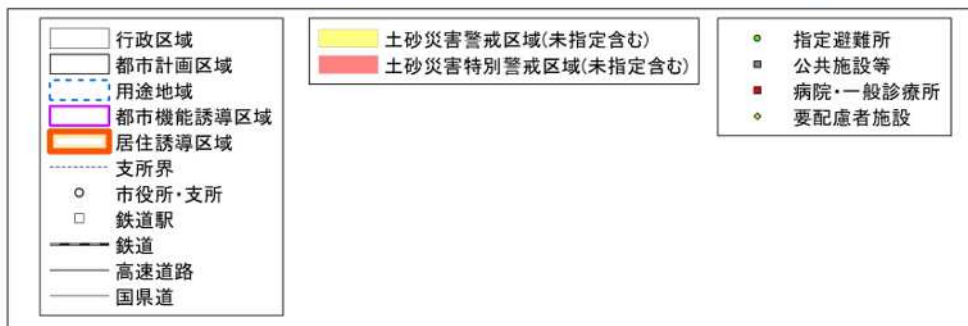 行政区域
都市計画区域
用途地域
都市機能誘導区域
居住誘導区域
支所界
市役所・支所
鉄道駅
鉄道
高速道路
国県道
土砂災害警戒区域(未指定含む)
土砂災害特別警戒区域(未指定含む)
指定避難所
公共施設等
病院・一般診療所
要配慮者施設